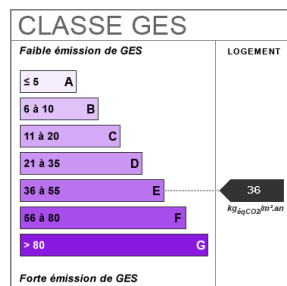 CLASSE GES
Faible émission de GES
LOGEMENT
≤ 5 A
6 à 10 B
11 à 20 C
21 à 35 D
36 à 55 E
36
kgéqCO2/m².an
56 à 80 F
> 80 G
Forte émission de GES